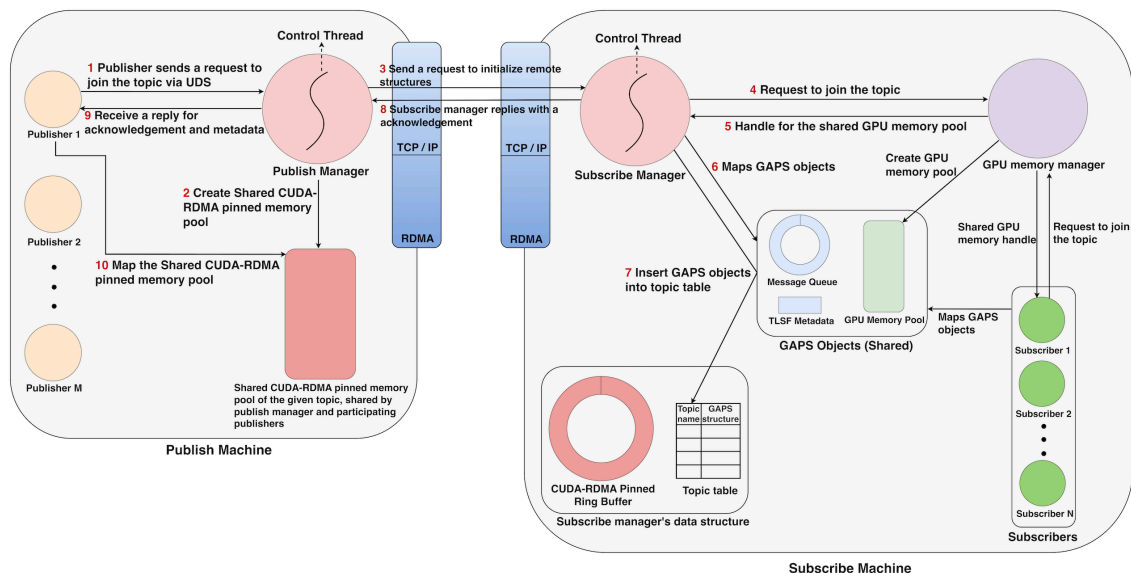 Control Thread
1 Publisher sends a request to
join the topic via UDS
Publisher 1
9 Receive a reply for
acknowledgement and metadata
Publish Manager
2 Create Shared CUDA-
RDMA pinned memory
pool
Publisher 2
10 Map the Shared CUDA-RDMA
pinned memory pool
Publisher M
Shared CUDA-RDMA pinned memory
pool of the given topic, shared by
publish manager and participating
publishers
Publish Machine
TCP / IP
RDMA
3 Send a request to initialize remote
structures
8 Subscribe manager replies with a
acknowledgement
TCP / IP
RDMA
Control Thread
Subscribe Manager
4 Request to join the topic
5 Handle for the shared GPU memory pool
GPU memory manager
6 Maps GAPS objects
Create GPU
memory pool
Shared GPU
memory handle
Request to join
the topic
7 Insert GAPS objects
into topic table
Message Queue
TLSF Metadata
GPU Memory Pool
GAPS Objects (Shared)
Maps GAPS
objects
Subscriber 1
Subscriber 2
Subscriber N
Subscribers
Topic
name
GAPS
structure
CUDA-RDMA Pinned
Ring Buffer
Topic table
Subscribe manager's data structure
Subscribe Machine